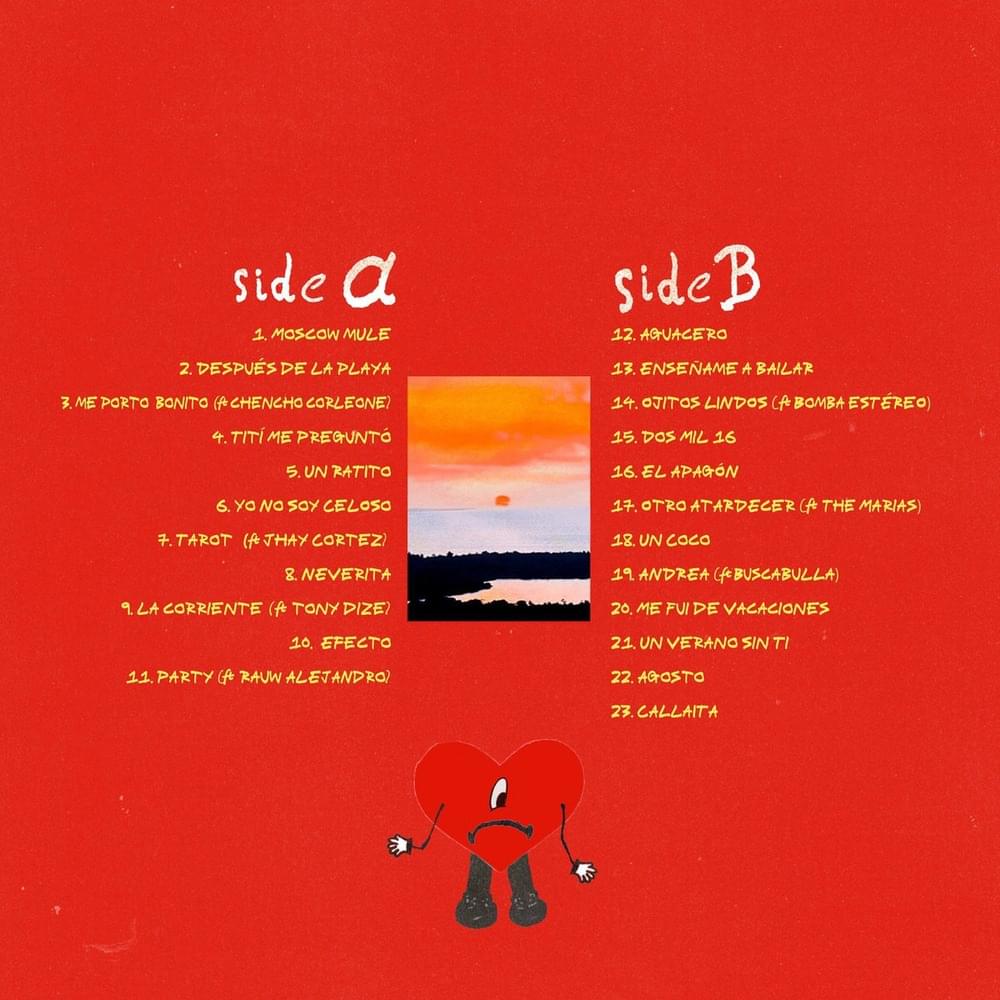 side a
1. MOSCOW MULE
2. DESPUÉS DE LA PLAYA
3. ME PORTO BONITO (ft CHENCHO CORLEONE)
4. TITÍ ME PREGUNTÓ
5. UN RATITO
6. YO NO SOY CELOSO
7. TAROT (ft JHAY CORTEZ)
8. NEVERITA
9. LA CORRIENTE (ft TONY DIZE)
10. EFECTO
11. PARTY (ft RAUW ALEJANDRO)
side B
12. AGUACERO
13. ENSEÑAME A BAILAR
14. OJITOS LINDOS (ft BOMBA ESTÉREO)
15. DOS MIL 16
16. EL APAGÓN
17. OTRO ATARDECER (ft THE MARIAS)
18. UN COCO
19. ANDREA (ft BUSCABULLA)
20. ME FUI DE VACACIONES
21. UN VERANO SIN TI
22. AGOSTO
23. CALLAITA